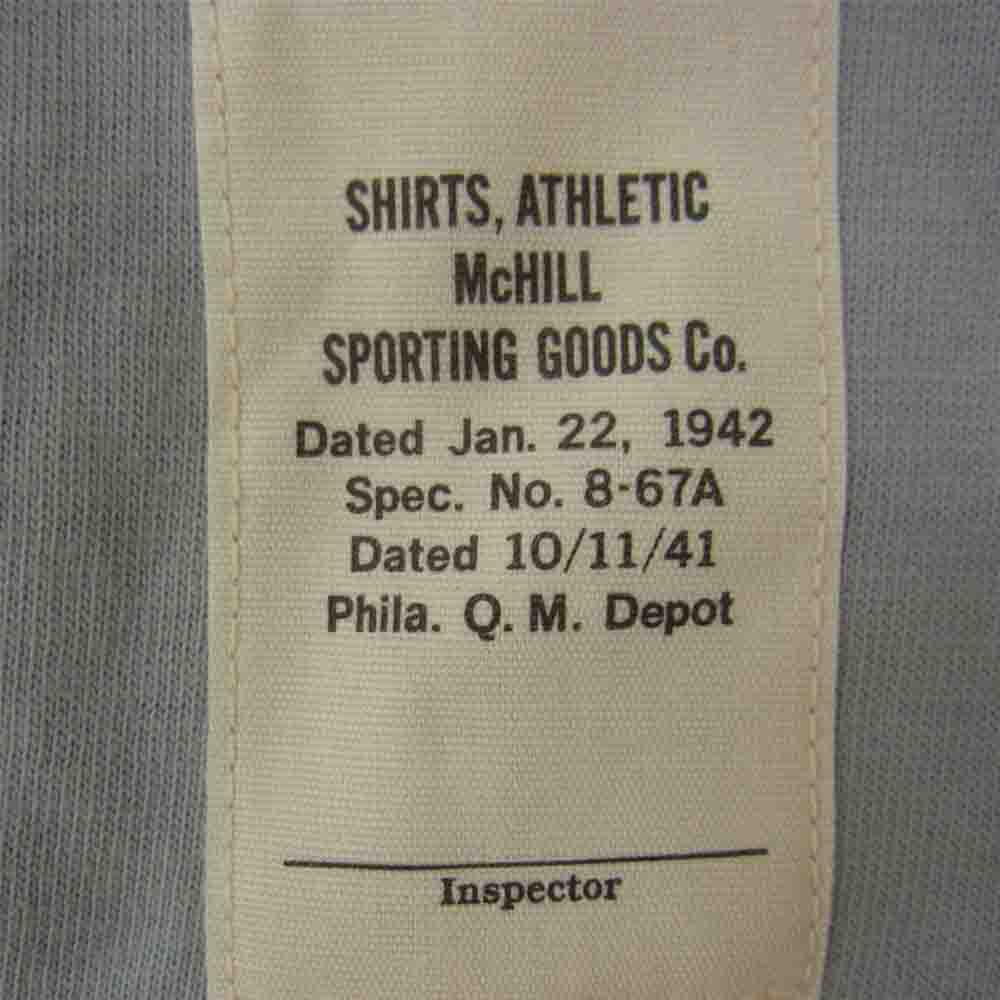 SHIRTS, ATHLETIC
McHILL
SPORTING GOODS Co.
Dated Jan. 22, 1942
Spec. No. 8-67A
Dated 10/11/41
Phila. Q. M. Depot
Inspector